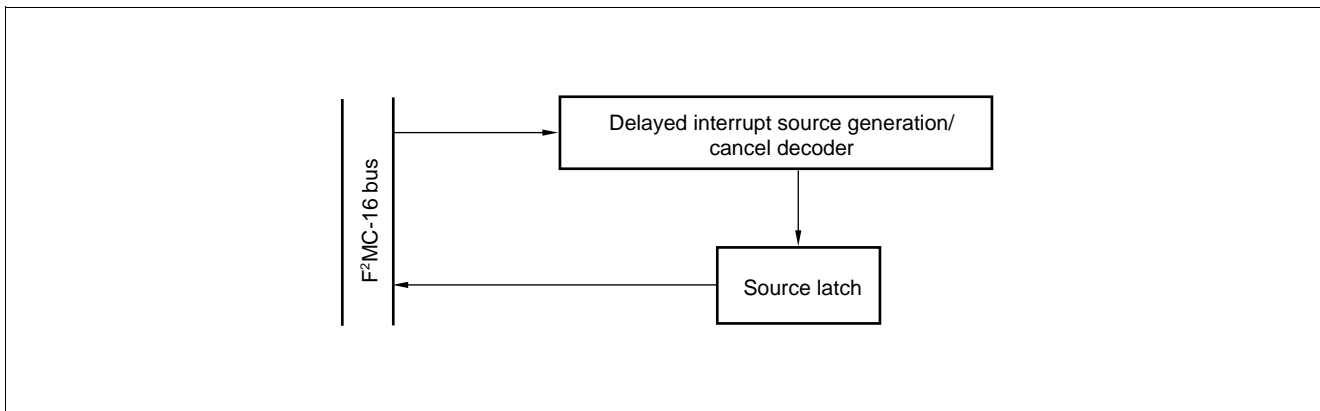 F²MC-16 bus
Delayed interrupt source generation/
cancel decoder
Source latch